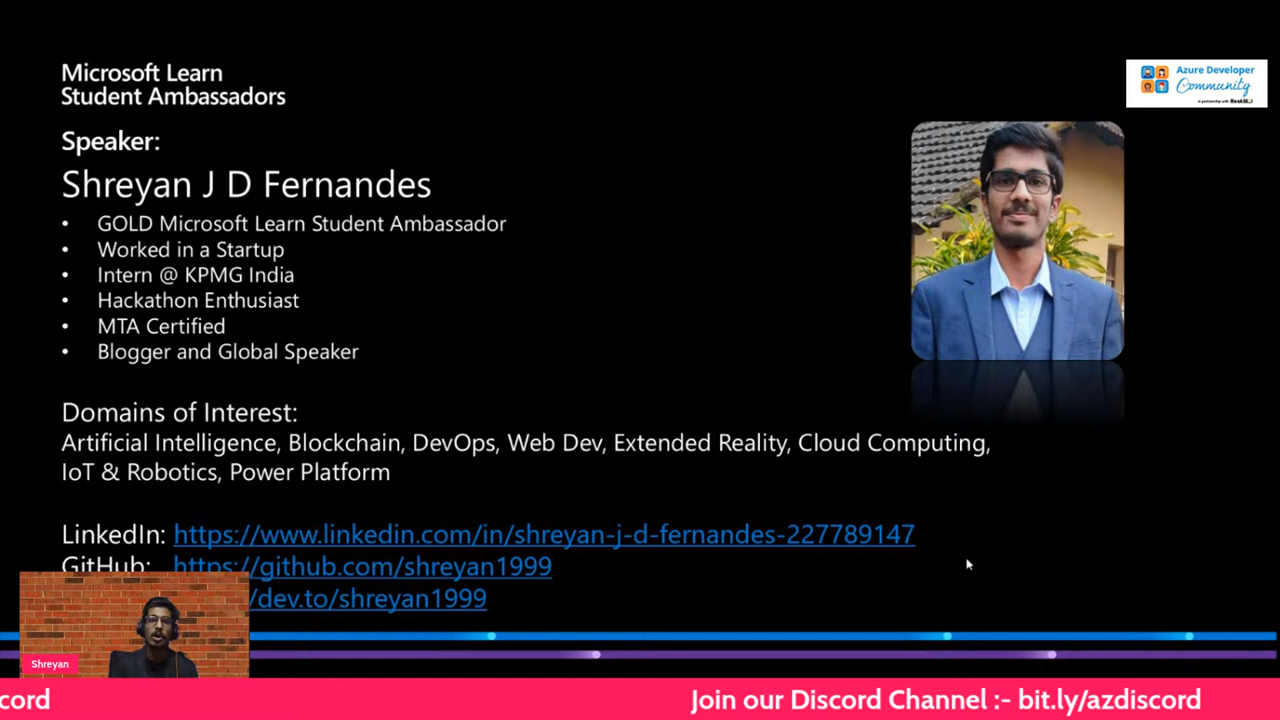 Microsoft Learn
Student Ambassadors
Azure Developer
Community
in partnership with
Speaker:
Shreyan J D Fernandes
• GOLD Microsoft Learn Student Ambassador
• Worked in a Startup
• Intern @ KPMG India
• Hackathon Enthusiast
• MTA Certified
• Blogger and Global Speaker
Domains of Interest:
Artificial Intelligence, Blockchain, DevOps, Web Dev, Extended Reality, Cloud Computing,
IoT & Robotics, Power Platform
LinkedIn: https://www.linkedin.com/in/shreyan-j-d-fernandes-227789147
GitHub: https://github.com/shreyan1999
/dev.to/shreyan1999
Shreyan
cord
Join our Discord Channel :- bit.ly/azdiscord